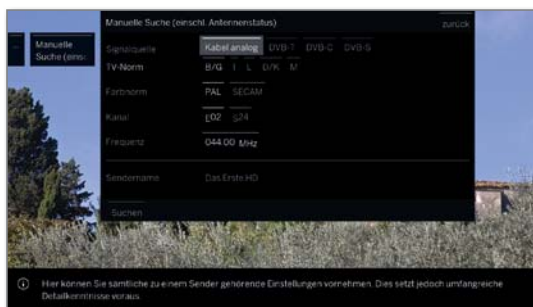 Manuelle Suche (einschl. Antennenstatus)
zurück
Manuelle
Suche (eins
Signalquelle Kabel analog DVB-T DVB-C DVB-S
TV-Norm B/G I L D/K M
Farbnorm PAL SECAM
Kanal E02 S24
Frequenz 044.00 MHz
Sendername Das Erste HD
Suchen
Hier können Sie sämtliche zu einem Sender gehörende Einstellungen vornehmen. Dies setzt jedoch umfangreiche
Detailkenntnisse voraus.